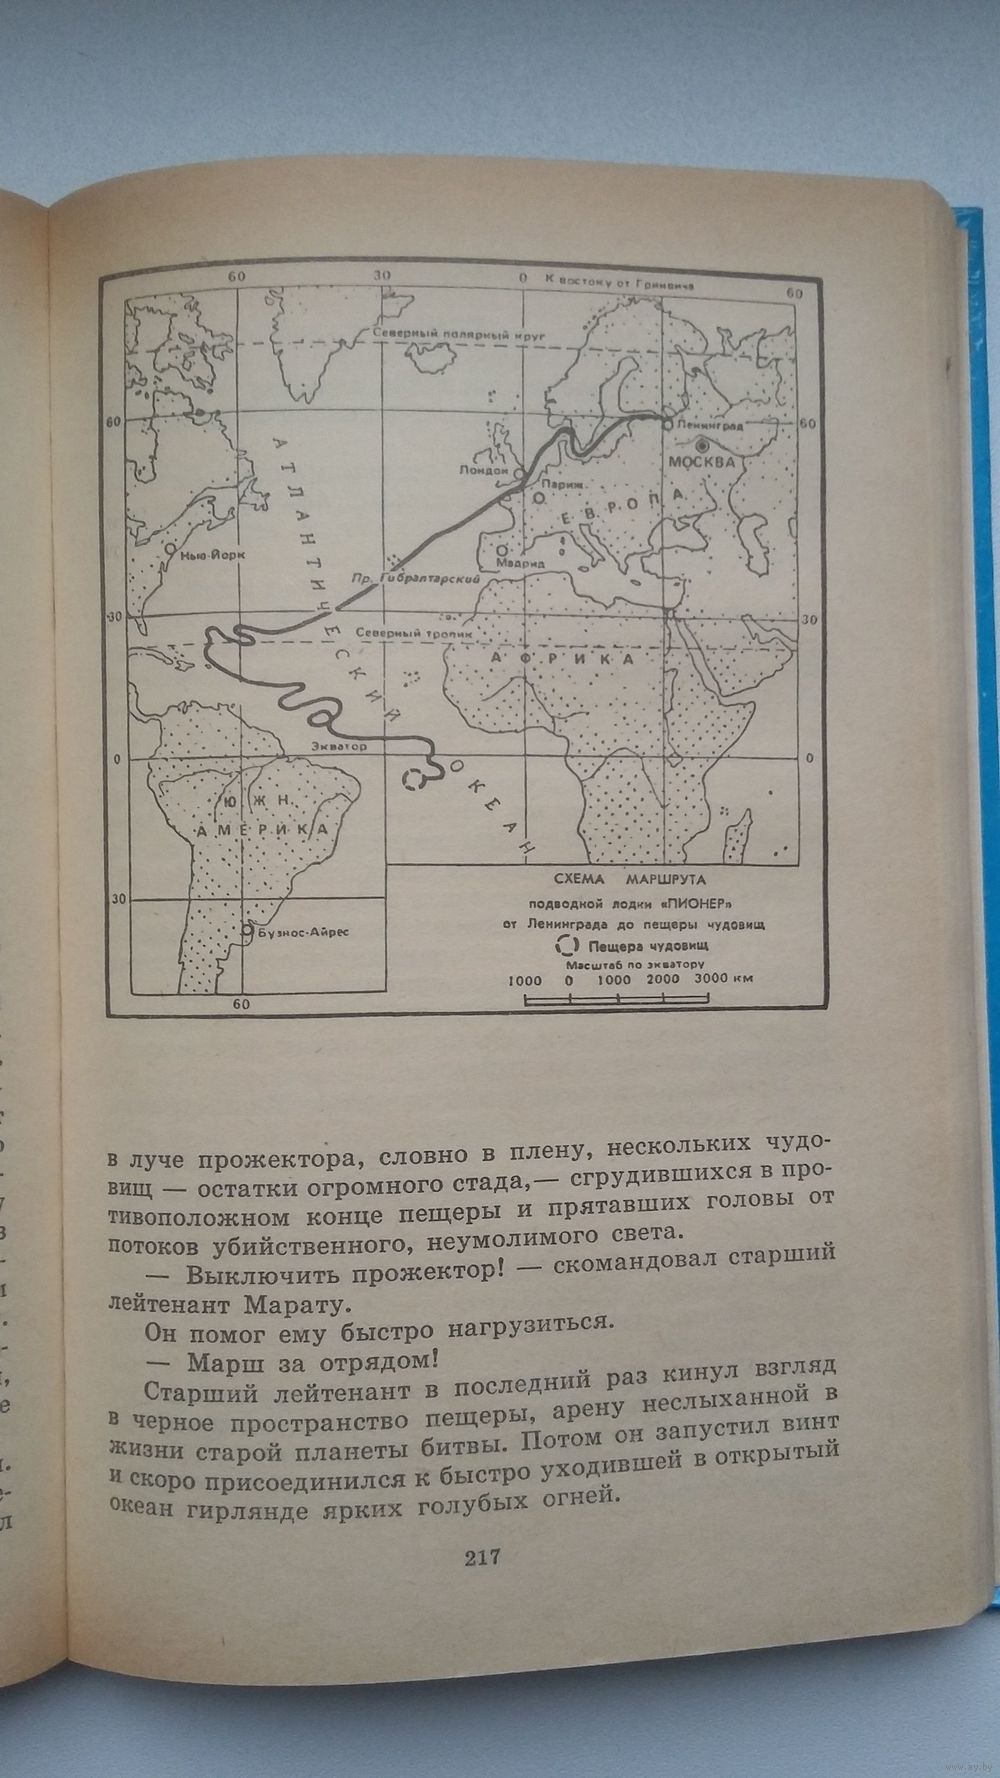 60 30 0 К востоку от Гринвича 60
Северный полярный круг
60 60
Ленинград
МОСКВА
Лондон
Париж
ЕВРОПА
АТЛАНТИЧЕСКИЙ ОКЕАН
Нью-Йорк
Мадрид
Пр. Гибралтарский
30 30
Северный тропик
АФРИКА
Экватор
0 0
ЮЖН.
АМЕРИКА
30
Буэнос-Айрес
60
СХЕМА МАРШРУТА
подводной лодки «ПИОНЕР»
от Ленинграда до пещеры чудовищ
Пещера чудовищ
Масштаб по экватору
1000 0 1000 2000 3000 км
в луче прожектора, словно в плену, нескольких чудо-
вищ — остатки огромного стада,— сгрудившихся в про-
тивоположном конце пещеры и прятавших головы от
потоков убийственного, неумолимого света.
— Выключить прожектор! — скомандовал старший
лейтенант Марату.
Он помог ему быстро нагрузиться.
— Марш за отрядом!
Старший лейтенант в последний раз кинул взгляд
в черное пространство пещеры, арену неслыханной в
жизни старой планеты битвы. Потом он запустил винт
и скоро присоединился к быстро уходившей в открытый
океан гирлянде ярких голубых огней.
217
www.ay.by